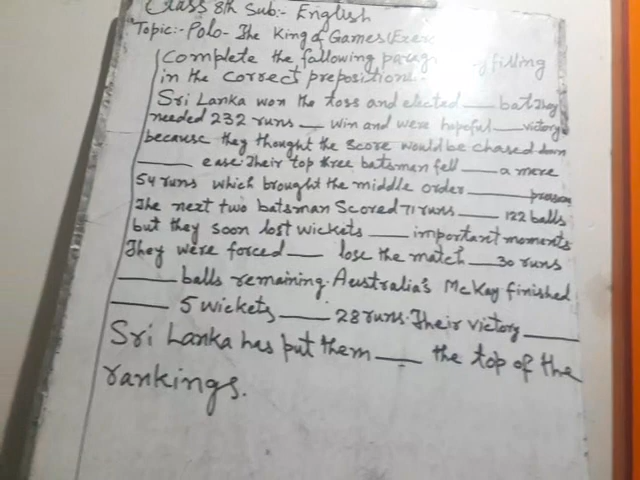 Class 8th Sub:- English
Topic:- Polo- The King of Games (Exer
Complete the following parag filling
in the correct preposition:
Sri Lanka won the toss and elected ___ bat They
needed 232 runs ___ win and were hopeful ___ victory
because they thought the score would be chased down
___ ease. Their top three batsman fell ___ a mere
54 runs which brought the middle order ___
The next two batsman Scored 71 runs ___ 122 balls
but they soon lost wickets ___ important moments
They were forced ___ lose the match ___ 30 runs
___ balls remaining. Australia's McKay finished
___ 5 wickets ___ 28 runs. Their victory ___
Sri Lanka has put them ___ the top of the
rankings.